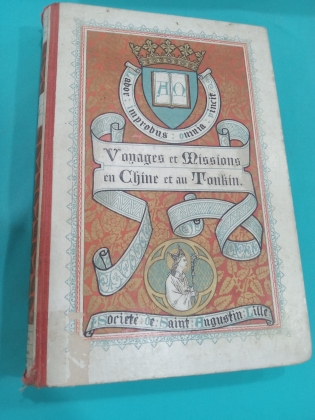 Labor improbus omnia vincit
A Ω
Voyages et Missions
en Chine et au Tonkin.
Société de Saint Augustin Lille